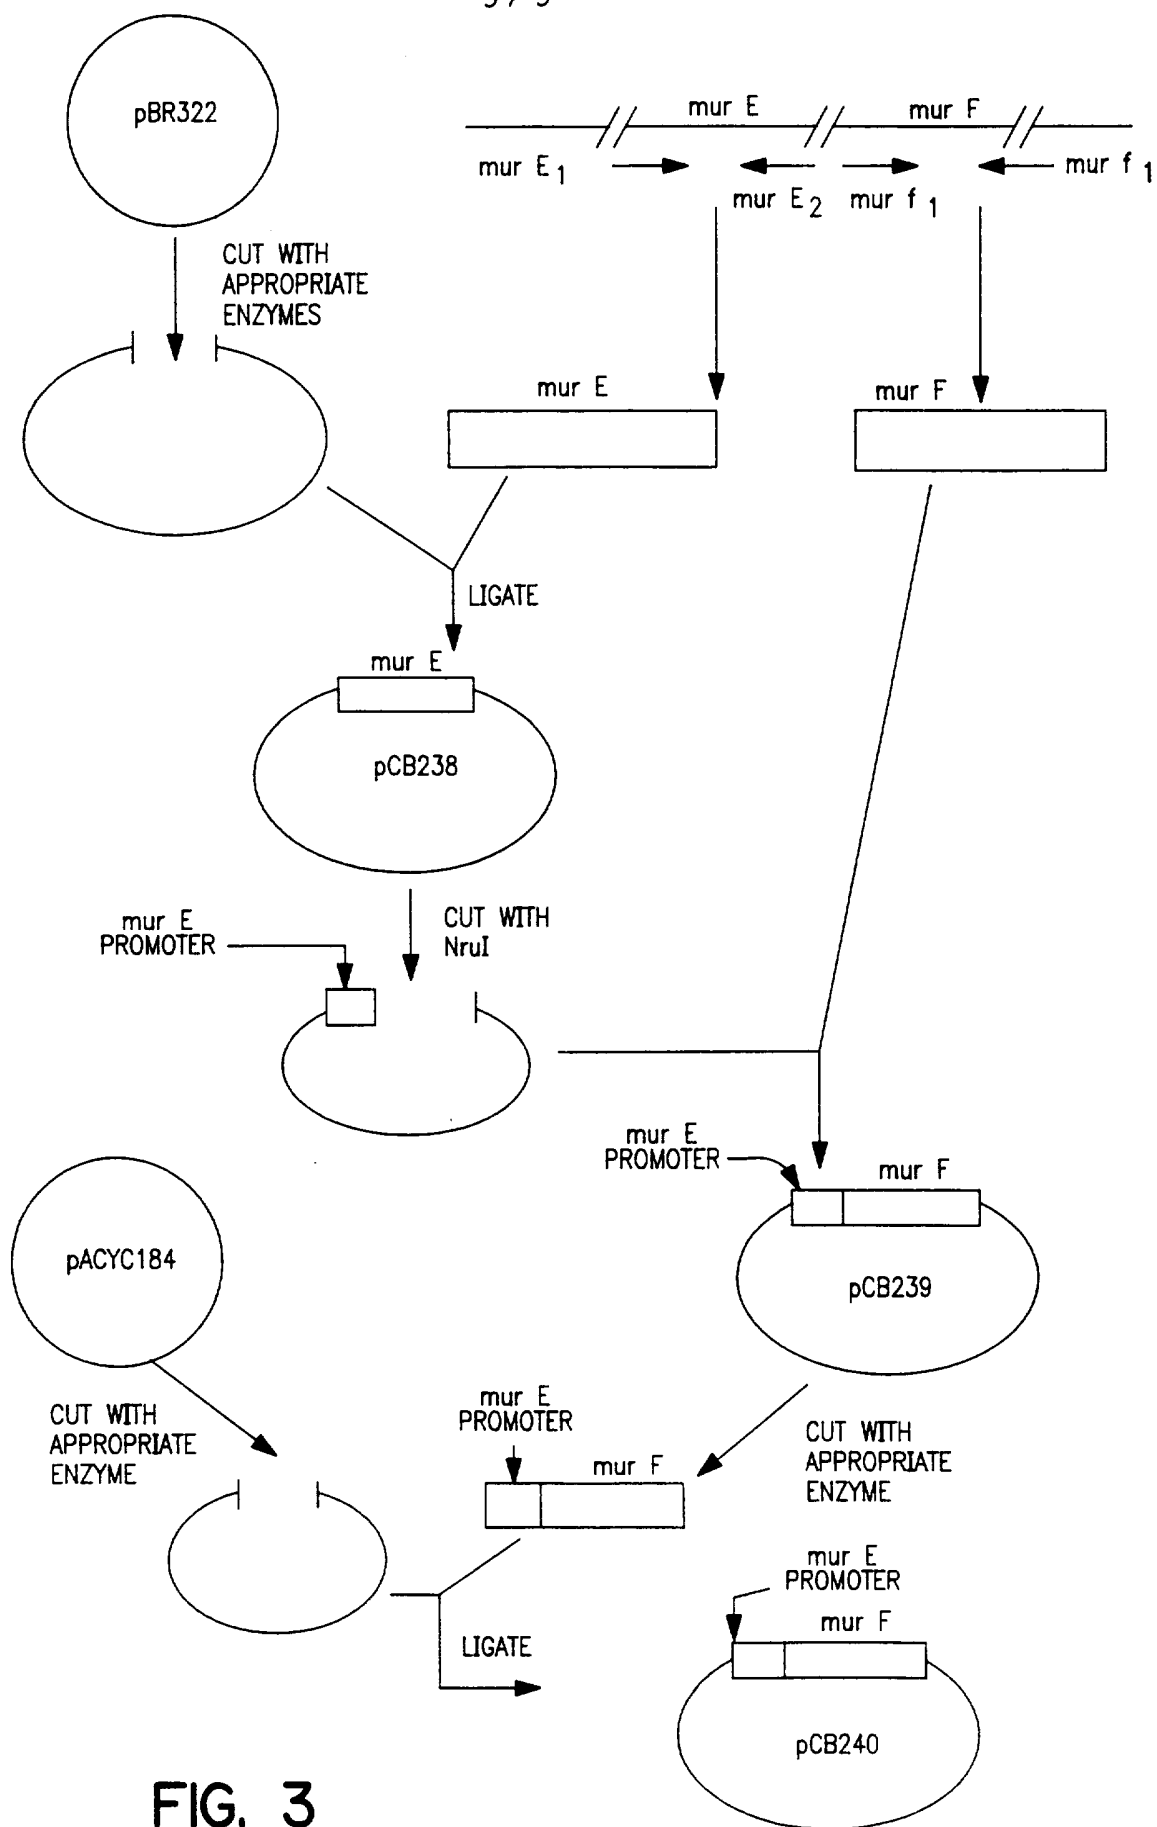 pBR322
mur E
mur F
mur E1
mur f1
mur E2
mur f1
CUT WITH
APPROPRIATE
ENZYMES
mur E
mur F
LIGATE
mur E
pCB238
mur E
PROMOTER
CUT WITH
NruI
mur E
PROMOTER
mur F
pACYC184
pCB239
mur E
PROMOTER
CUT WITH
APPROPRIATE
ENZYME
mur F
CUT WITH
APPROPRIATE
ENZYME
mur E
PROMOTER
mur F
LIGATE
pCB240
FIG. 3